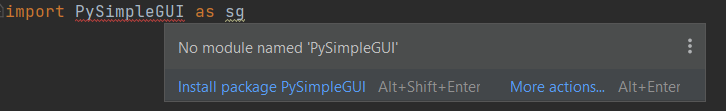 import PySimpleGUI as sg
No module named 'PySimpleGUI'
Install package PySimpleGUI Alt+Shift+Enter More actions... Alt+Enter